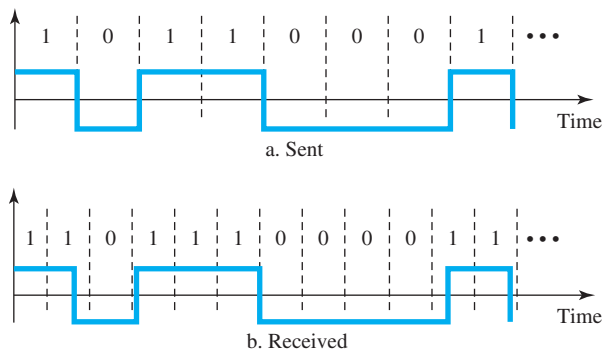 1 0 1 1 0 0 0 1 •••
Time
a. Sent
1 1 0 1 1 1 0 0 0 0 1 1 •••
Time
b. Received